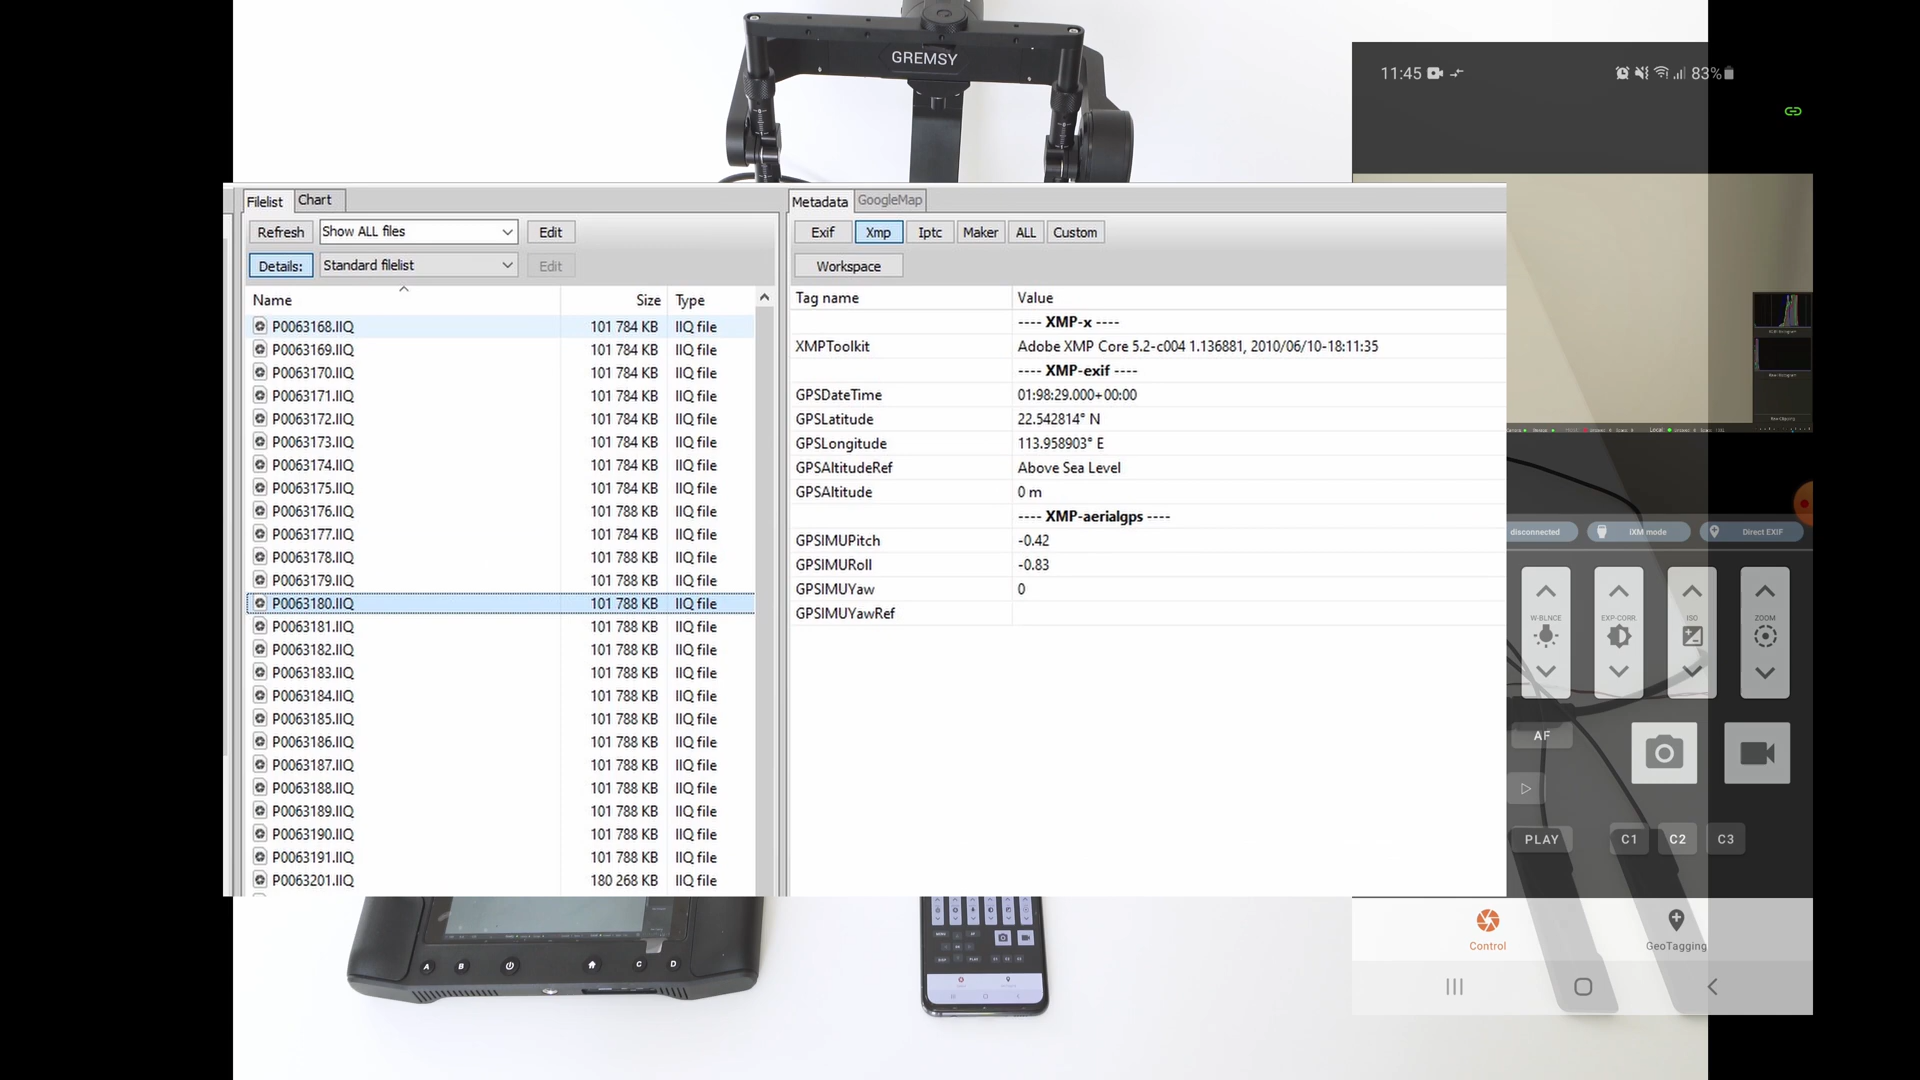 GREMSY
11:45
83%
Filelist
Chart
Refresh
Show ALL files
Edit
Details:
Standard filelist
Edit
Name Size Type
P0063168.IIQ 101 784 KB IIQ file
P0063169.IIQ 101 784 KB IIQ file
P0063170.IIQ 101 784 KB IIQ file
P0063171.IIQ 101 784 KB IIQ file
P0063172.IIQ 101 784 KB IIQ file
P0063173.IIQ 101 784 KB IIQ file
P0063174.IIQ 101 784 KB IIQ file
P0063175.IIQ 101 784 KB IIQ file
P0063176.IIQ 101 788 KB IIQ file
P0063177.IIQ 101 784 KB IIQ file
P0063178.IIQ 101 788 KB IIQ file
P0063179.IIQ 101 788 KB IIQ file
P0063180.IIQ 101 788 KB IIQ file
P0063181.IIQ 101 788 KB IIQ file
P0063182.IIQ 101 788 KB IIQ file
P0063183.IIQ 101 788 KB IIQ file
P0063184.IIQ 101 788 KB IIQ file
P0063185.IIQ 101 788 KB IIQ file
P0063186.IIQ 101 788 KB IIQ file
P0063187.IIQ 101 788 KB IIQ file
P0063188.IIQ 101 788 KB IIQ file
P0063189.IIQ 101 788 KB IIQ file
P0063190.IIQ 101 788 KB IIQ file
P0063191.IIQ 101 788 KB IIQ file
P0063201.IIQ 180 268 KB IIQ file
Metadata
GoogleMap
Exif Xmp Iptc Maker ALL Custom
Workspace
Tag name Value
---- XMP-x ----
XMPToolkit Adobe XMP Core 5.2-c004 1.136881, 2010/06/10-18:11:35
---- XMP-exif ----
GPSDateTime 01:98:29.000+00:00
GPSLatitude 22.542814° N
GPSLongitude 113.958903° E
GPSAltitudeRef Above Sea Level
GPSAltitude 0 m
---- XMP-aerialgps ----
GPSIMUPitch -0.42
GPSIMURoll -0.83
GPSIMUYaw 0
GPSIMUYawRef
disconnected IXM mode Direct EXIF
W-BLNCE EXP-CORR. ISO ZOOM
AF
PLAY C1 C2 C3
Control GeoTagging
A B C D